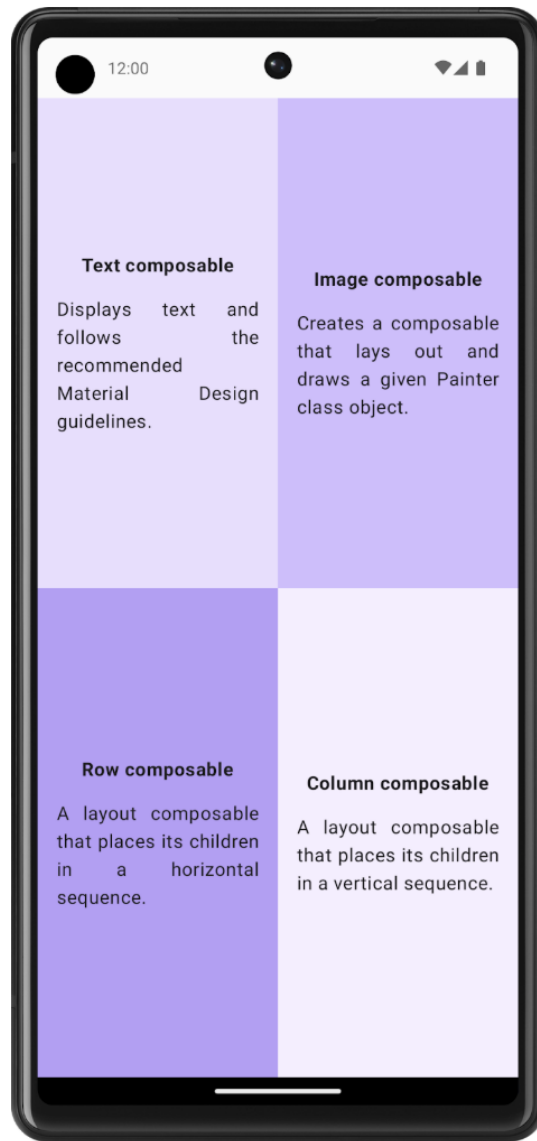 12:00
Text composable
Displays text and
follows the
recommended
Material Design
guidelines.
Image composable
Creates a composable
that lays out and
draws a given Painter
class object.
Row composable
A layout composable
that places its children
in a horizontal
sequence.
Column composable
A layout composable
that places its children
in a vertical sequence.